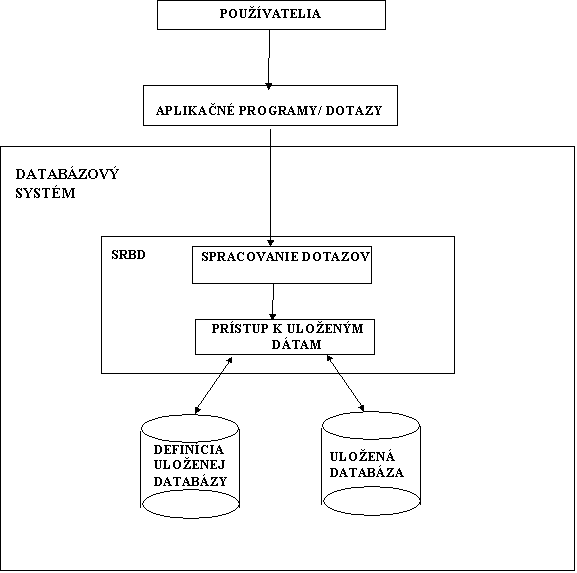 POUŽÍVATELIA
APLIKAČNÉ PROGRAMY/ DOTAZY
DATABÁZOVÝ
SYSTÉM
SRBD
SPRACOVANIE DOTAZOV
PRÍSTUP K ULOŽENÝM
DÁTAM
DEFINÍCIA
ULOŽENEJ
DATABÁZY
ULOŽENÁ
DATABÁZA